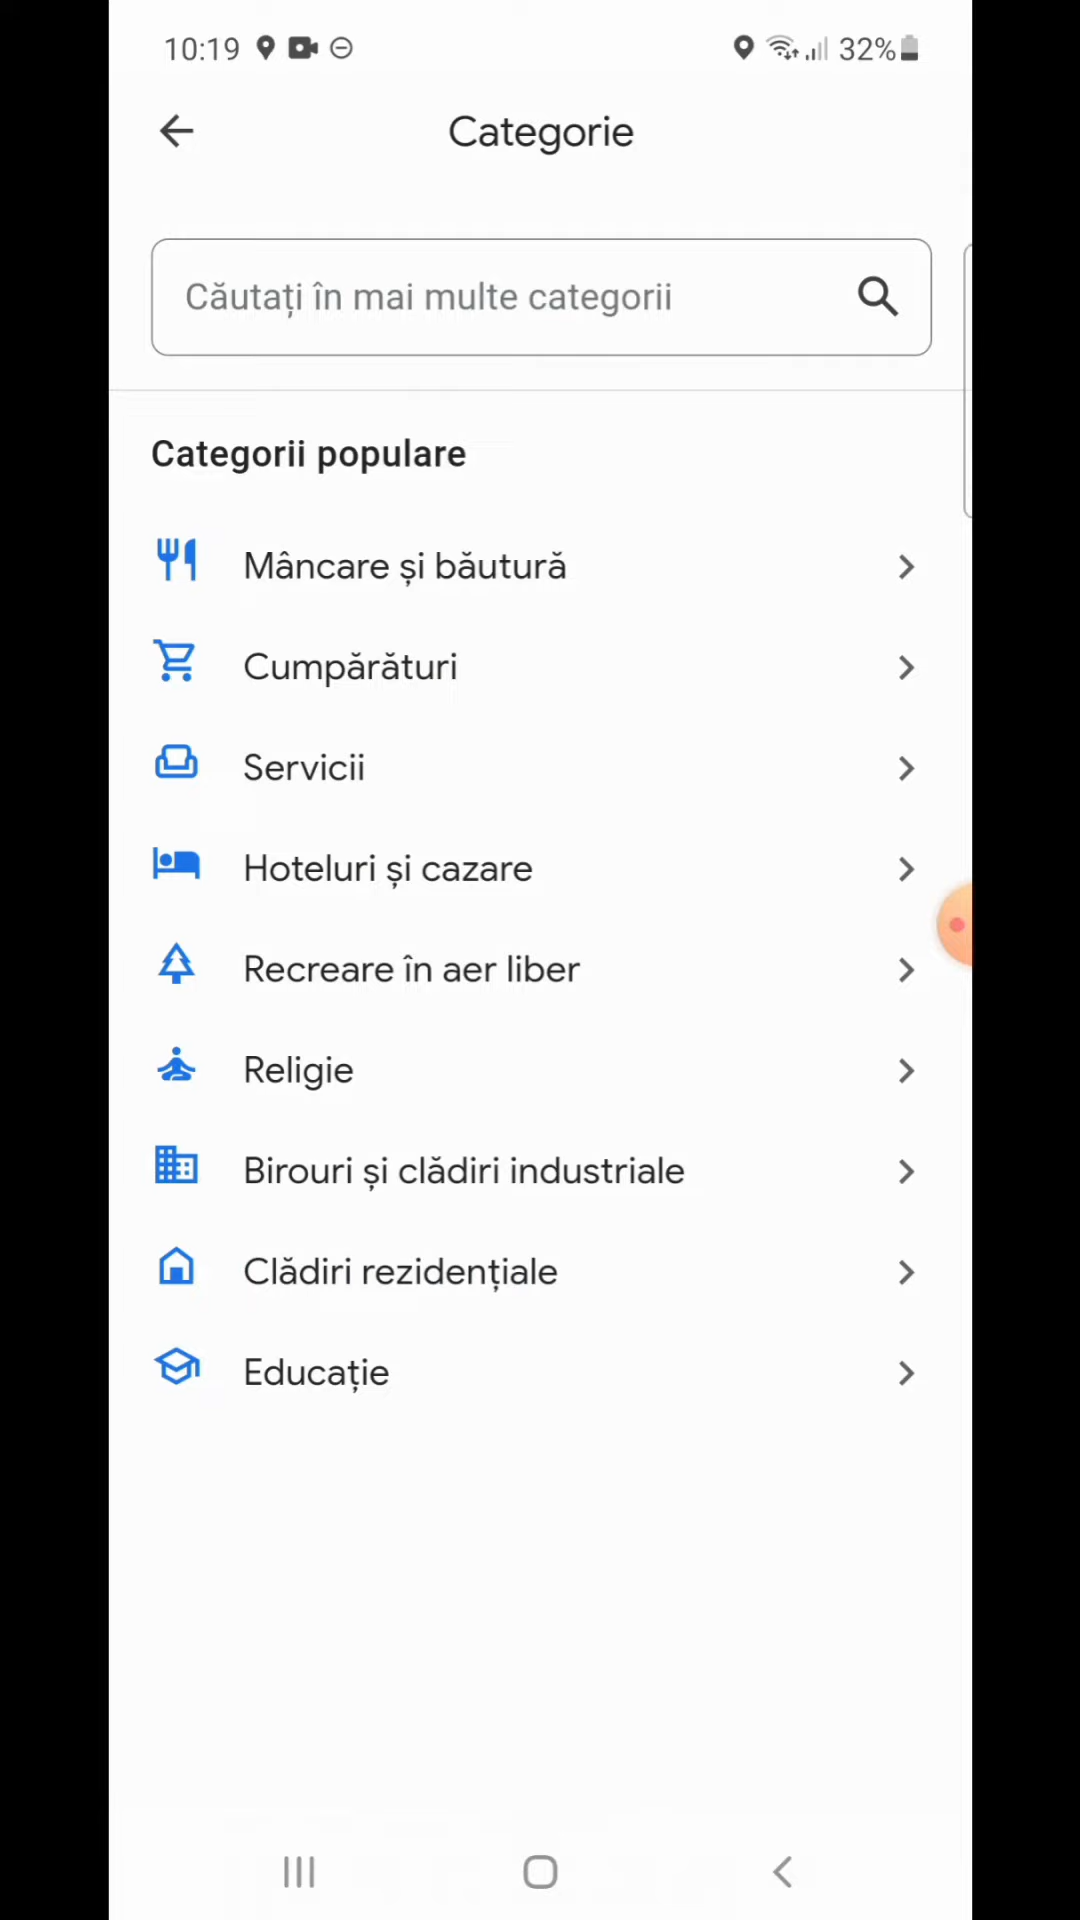 10:19
32%
Categorie
Căutați în mai multe categorii
Categorii populare
Mâncare și băutură
Cumpărături
Servicii
Hoteluri și cazare
Recreare în aer liber
Religie
Birouri și clădiri industriale
Clădiri rezidențiale
Educație